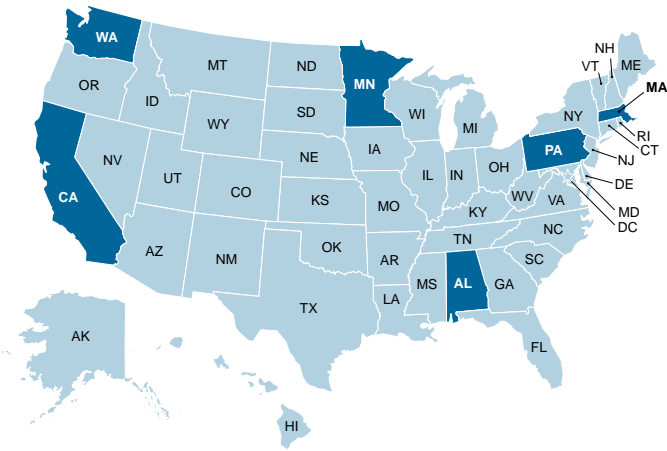 WA
MT
ND
MN
NH
VT
ME
OR
ID
SD
WI
MI
NY
MA
WY
RI
CT
NV
NE
IA
PA
NJ
UT
CO
IL
IN
OH
DE
CA
KS
MO
WV
VA
MD
DC
KY
AZ
NM
OK
AR
TN
NC
SC
MS
AL
GA
TX
LA
AK
FL
HI